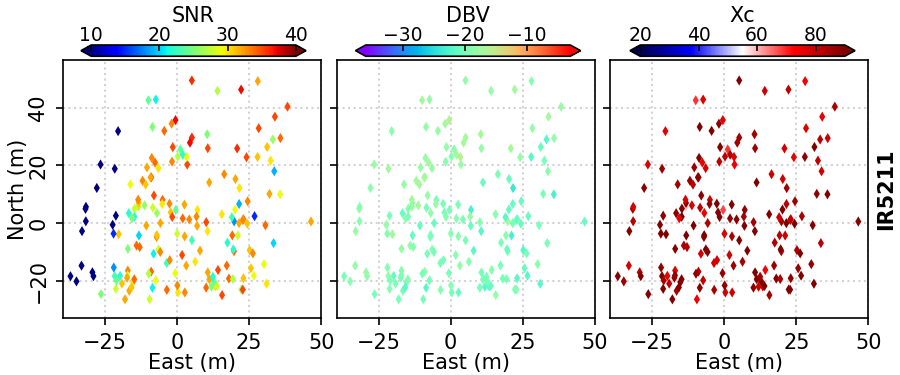 SNR DBV Xc
10 20 30 40 −30 −20 −10 20 40 60 80
North (m)
40
20
0
−20
IR5211
−25 0 25 50 −25 0 25 50 −25 0 25 50
East (m) East (m) East (m)